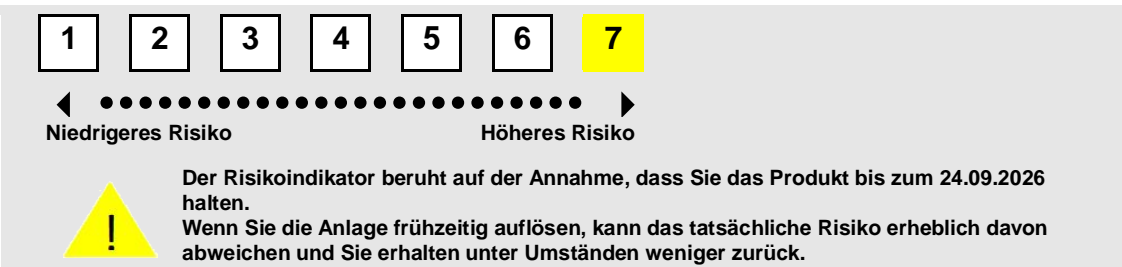 1 2 3 4 5 6 7
Niedrigeres Risiko Höheres Risiko
Der Risikoindikator beruht auf der Annahme, dass Sie das Produkt bis zum 24.09.2026
halten.
Wenn Sie die Anlage frühzeitig auflösen, kann das tatsächliche Risiko erheblich davon
abweichen und Sie erhalten unter Umständen weniger zurück.
!